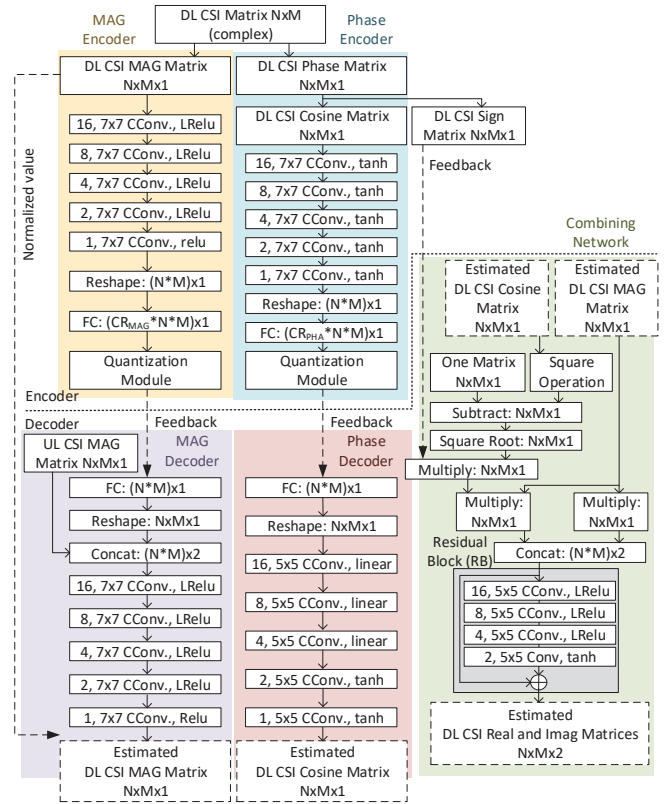 MAG
Encoder
DL CSI Matrix NxM
(complex)
Phase
Encoder
DL CSI MAG Matrix
NxMx1
DL CSI Phase Matrix
NxMx1
DL CSI Cosine Matrix
NxMx1
DL CSI Sign
Matrix NxMx1
Normalized value
16, 7x7 CConv., LRelu
8, 7x7 CConv., LRelu
4, 7x7 CConv., LRelu
2, 7x7 CConv., LRelu
1, 7x7 CConv., relu
Reshape: (N*M)x1
FC: (CR_MAG*N*M)x1
Quantization
Module
16, 7x7 CConv., tanh
8, 7x7 CConv., tanh
4, 7x7 CConv., tanh
2, 7x7 CConv., tanh
1, 7x7 CConv., tanh
Reshape: (N*M)x1
FC: (CR_PHA*N*M)x1
Quantization
Module
Feedback
Encoder
Decoder
UL CSI MAG
Matrix NxMx1
Feedback
MAG
Decoder
FC: (N*M)x1
Reshape: NxMx1
Concat: (N*M)x2
16, 7x7 CConv., LRelu
8, 7x7 CConv., LRelu
4, 7x7 CConv., LRelu
2, 7x7 CConv., LRelu
1, 7x7 CConv., Relu
Estimated
DL CSI MAG Matrix
NxMx1
Feedback
Phase
Decoder
FC: (N*M)x1
Reshape: NxMx1
16, 5x5 CConv., linear
8, 5x5 CConv., linear
4, 5x5 CConv., linear
2, 5x5 CConv., tanh
1, 5x5 CConv., tanh
Estimated
DL CSI Cosine Matrix
NxMx1
Combining
Network
Estimated
DL CSI Cosine
Matrix
NxMx1
Estimated
DL CSI MAG
Matrix
NxMx1
One Matrix
NxMx1
Square
Operation
Subtract: NxMx1
Square Root: NxMx1
Multiply: NxMx1
Multiply:
NxMx1
Multiply:
NxMx1
Residual
Block (RB)
Concat: (N*M)x2
16, 5x5 CConv., LRelu
8, 5x5 CConv., LRelu
4, 5x5 CConv., LRelu
2, 5x5 Conv, tanh
Estimated
DL CSI Real and Imag Matrices
NxMx2